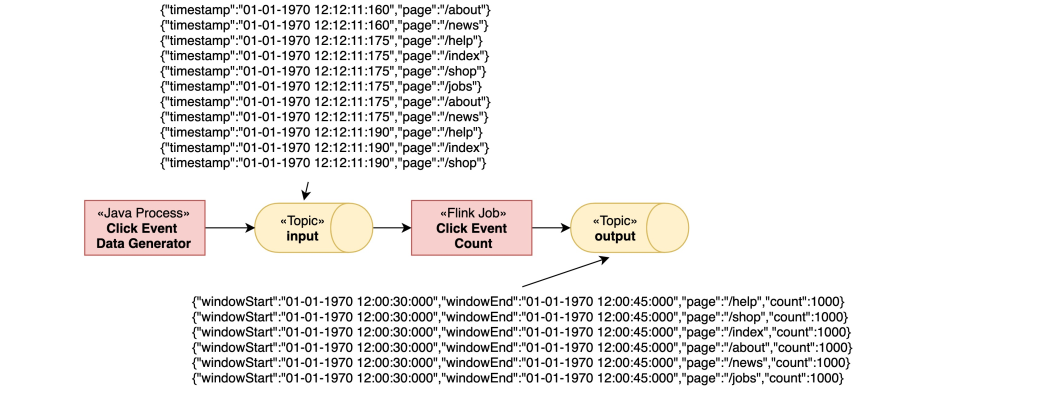 {"timestamp":"01-01-1970 12:12:11:160","page":"/about"}
{"timestamp":"01-01-1970 12:12:11:160","page":"/news"}
{"timestamp":"01-01-1970 12:12:11:175","page":"/help"}
{"timestamp":"01-01-1970 12:12:11:175","page":"/index"}
{"timestamp":"01-01-1970 12:12:11:175","page":"/shop"}
{"timestamp":"01-01-1970 12:12:11:175","page":"/jobs"}
{"timestamp":"01-01-1970 12:12:11:175","page":"/about"}
{"timestamp":"01-01-1970 12:12:11:175","page":"/news"}
{"timestamp":"01-01-1970 12:12:11:190","page":"/help"}
{"timestamp":"01-01-1970 12:12:11:190","page":"/index"}
{"timestamp":"01-01-1970 12:12:11:190","page":"/shop"}
«Java Process»
Click Event
Data Generator
«Topic»
input
«Flink Job»
Click Event
Count
«Topic»
output
{"windowStart":"01-01-1970 12:00:30:000","windowEnd":"01-01-1970 12:00:45:000","page":"/help","count":1000}
{"windowStart":"01-01-1970 12:00:30:000","windowEnd":"01-01-1970 12:00:45:000","page":"/shop","count":1000}
{"windowStart":"01-01-1970 12:00:30:000","windowEnd":"01-01-1970 12:00:45:000","page":"/index","count":1000}
{"windowStart":"01-01-1970 12:00:30:000","windowEnd":"01-01-1970 12:00:45:000","page":"/about","count":1000}
{"windowStart":"01-01-1970 12:00:30:000","windowEnd":"01-01-1970 12:00:45:000","page":"/news","count":1000}
{"windowStart":"01-01-1970 12:00:30:000","windowEnd":"01-01-1970 12:00:45:000","page":"/jobs","count":1000}